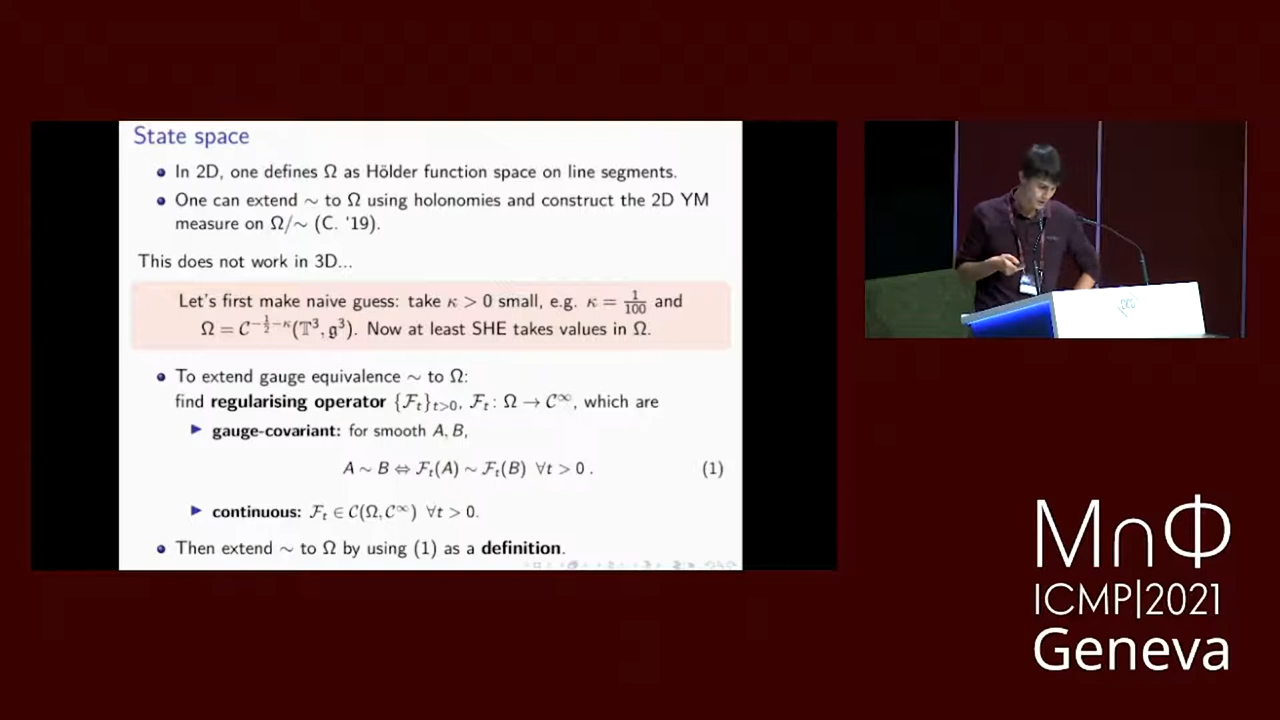 State space
In 2D, one defines Ω as Hölder function space on line segments.
One can extend ∼ to Ω using holonomies and construct the 2D YM
measure on Ω/∼ (C. '19).
This does not work in 3D...
Let's first make naive guess: take κ > 0 small, e.g. κ = 1/100 and
Ω = C^{-1/2-κ}(𝕋³, 𝔤³). Now at least SHE takes values in Ω.
To extend gauge equivalence ∼ to Ω:
find regularising operator {F_t}_{t>0}, F_t : Ω → C^∞, which are
gauge-covariant: for smooth A, B,
A ∼ B ⇔ F_t(A) ∼ F_t(B) ∀t > 0 . (1)
continuous: F_t ∈ C(Ω, C^∞) ∀t > 0.
Then extend ∼ to Ω by using (1) as a definition.
M∩Φ
ICMP|2021
Geneva